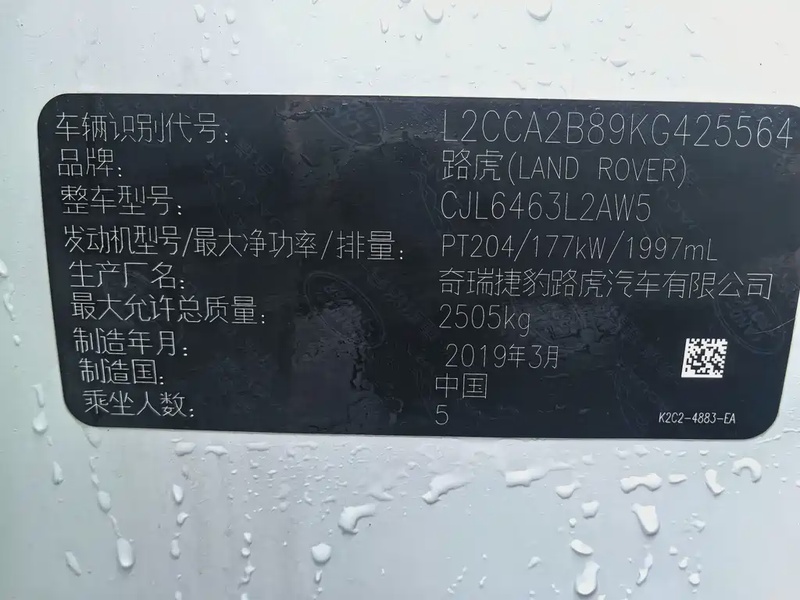 车辆识别代号: L2CCA2B89KG425564
品牌: 路虎(LAND ROVER)
整车型号: CJL6463L2AW5
发动机型号/最大净功率/排量: PT204/177kW/1997mL
生产厂名: 奇瑞捷豹路虎汽车有限公司
最大允许总质量: 2505kg
制造年月: 2019年3月
制造国: 中国
乘坐人数: 5
K2C2-4883-EA